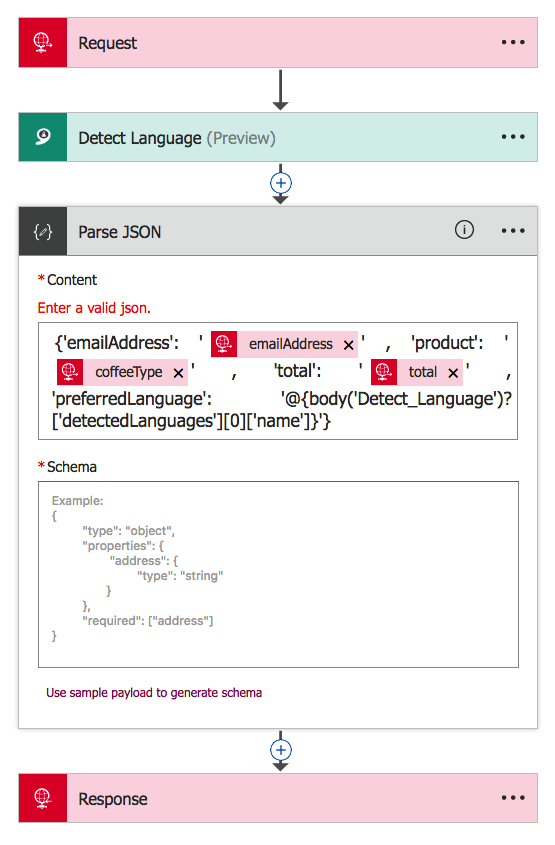 Request
Detect Language (Preview)
Parse JSON
*Content
Enter a valid json.
{'emailAddress': ' emailAddress × ' , 'product': '
coffeeType × ' , 'total': ' total × ' ,
'preferredLanguage': '@{body('Detect_Language')?
['detectedLanguages'][0]['name']}'}
*Schema
Example:
{
"type": "object",
"properties": {
"address": {
"type": "string"
}
},
"required": ["address"]
}
Use sample payload to generate schema
Response